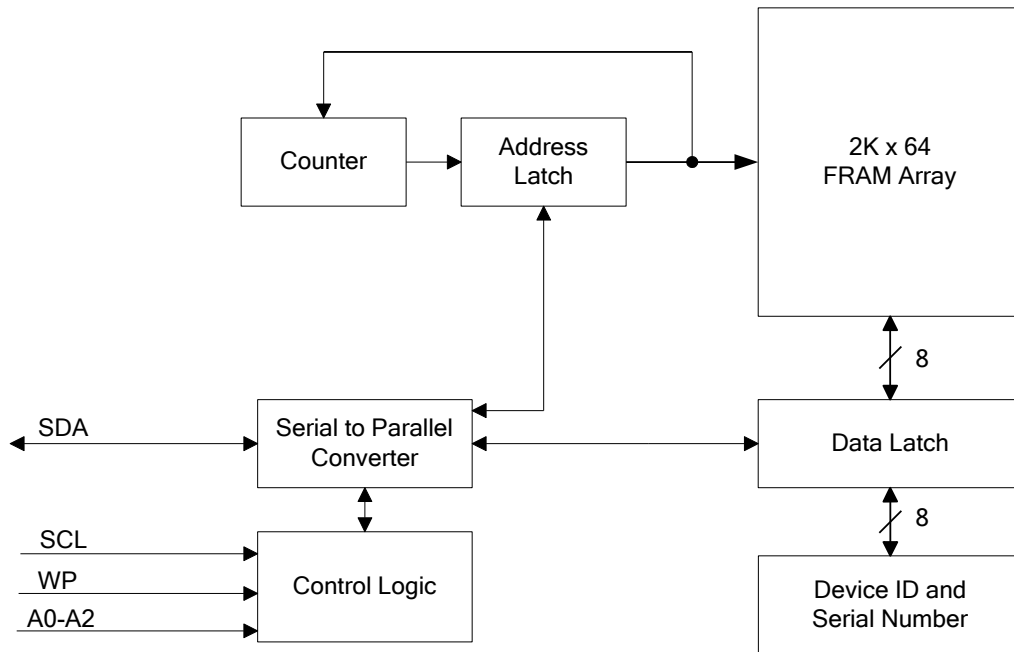 Counter
Address
Latch
2K x 64
FRAM Array
8
SDA
Serial to Parallel
Converter
Data Latch
8
SCL
WP
A0-A2
Control Logic
Device ID and
Serial Number